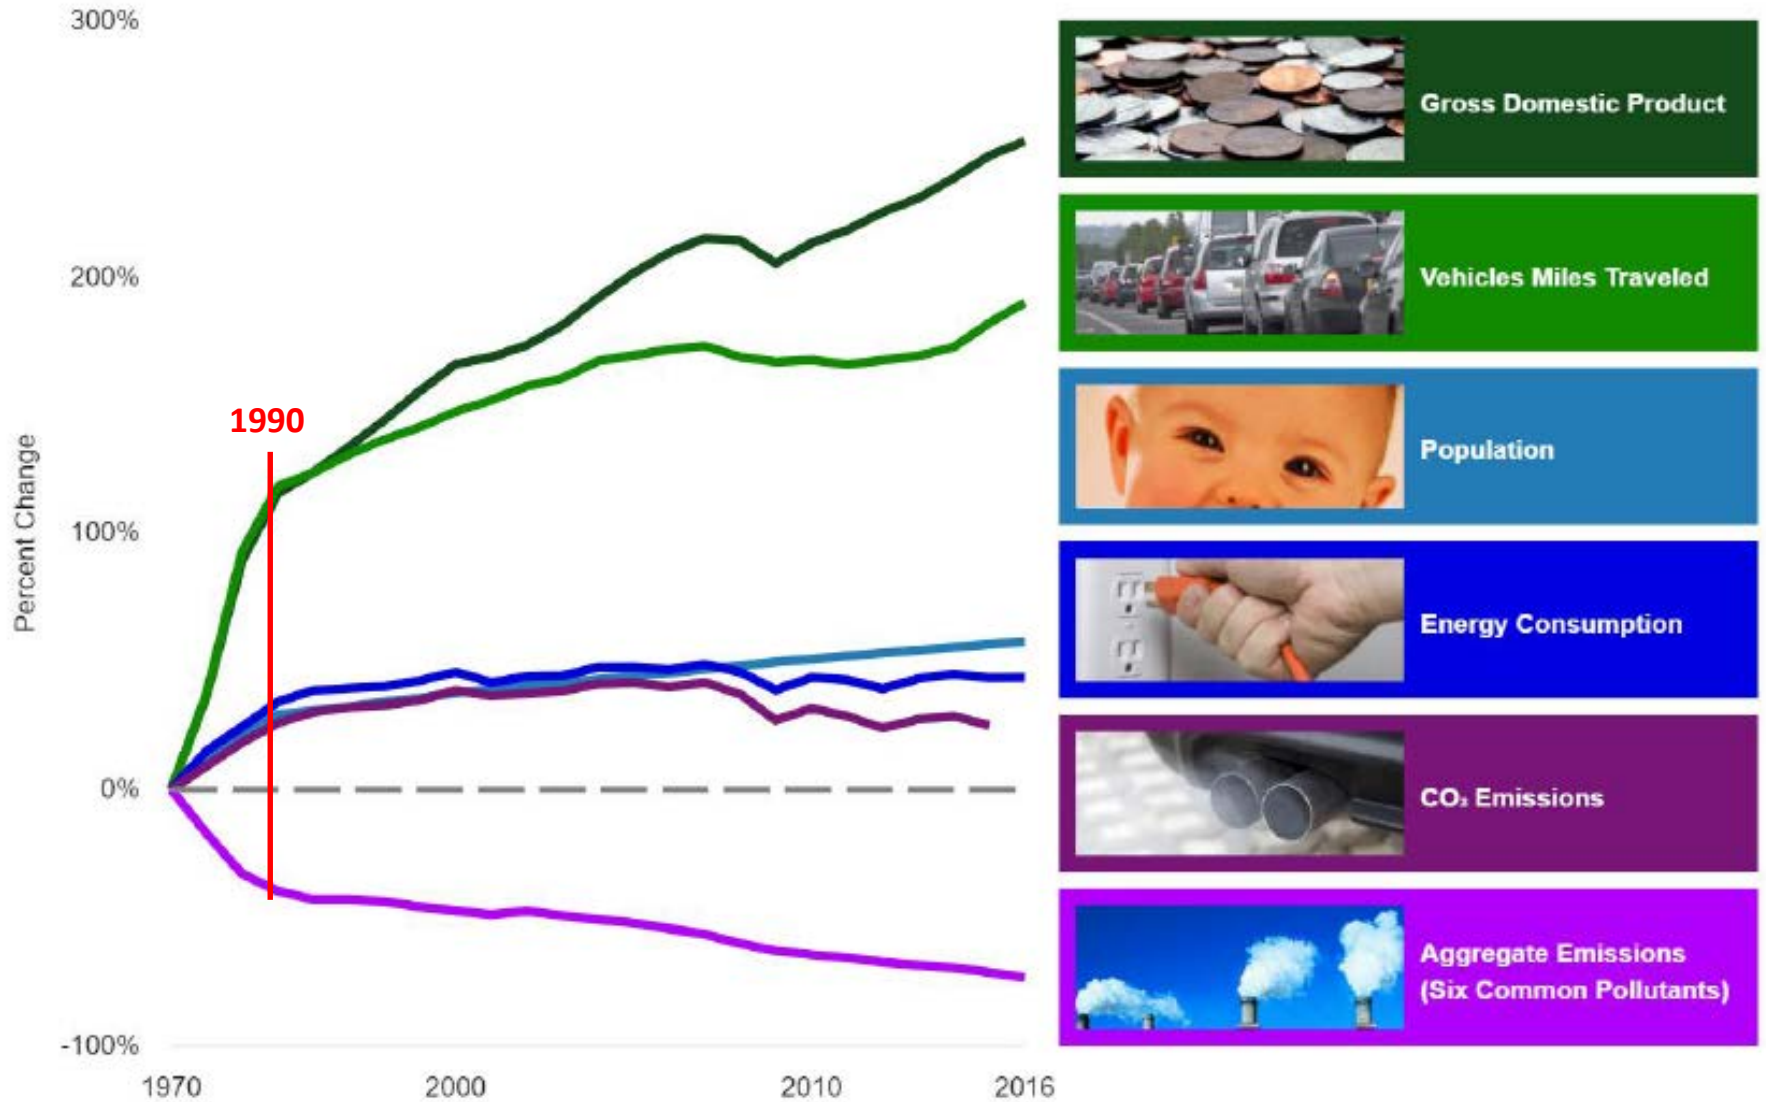 300%
200%
100%
0%
-100%
Percent Change
1990
1970
2000
2010
2016
Gross Domestic Product
Vehicles Miles Traveled
Population
Energy Consumption
CO₂ Emissions
Aggregate Emissions
(Six Common Pollutants)